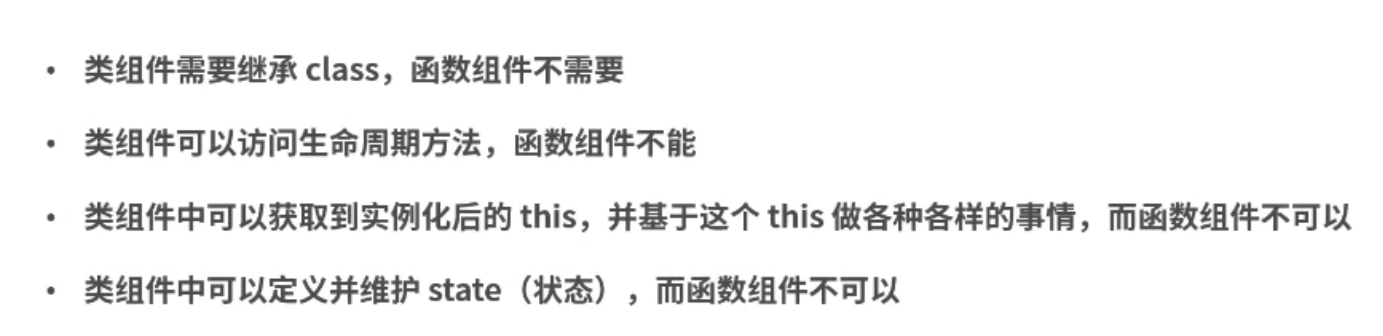 • 类组件需要继承 class，函数组件不需要
• 类组件可以访问生命周期方法，函数组件不能
• 类组件中可以获取到实例化后的 this，并基于这个 this 做各种各样的事情，而函数组件不可以
• 类组件中可以定义并维护 state（状态），而函数组件不可以